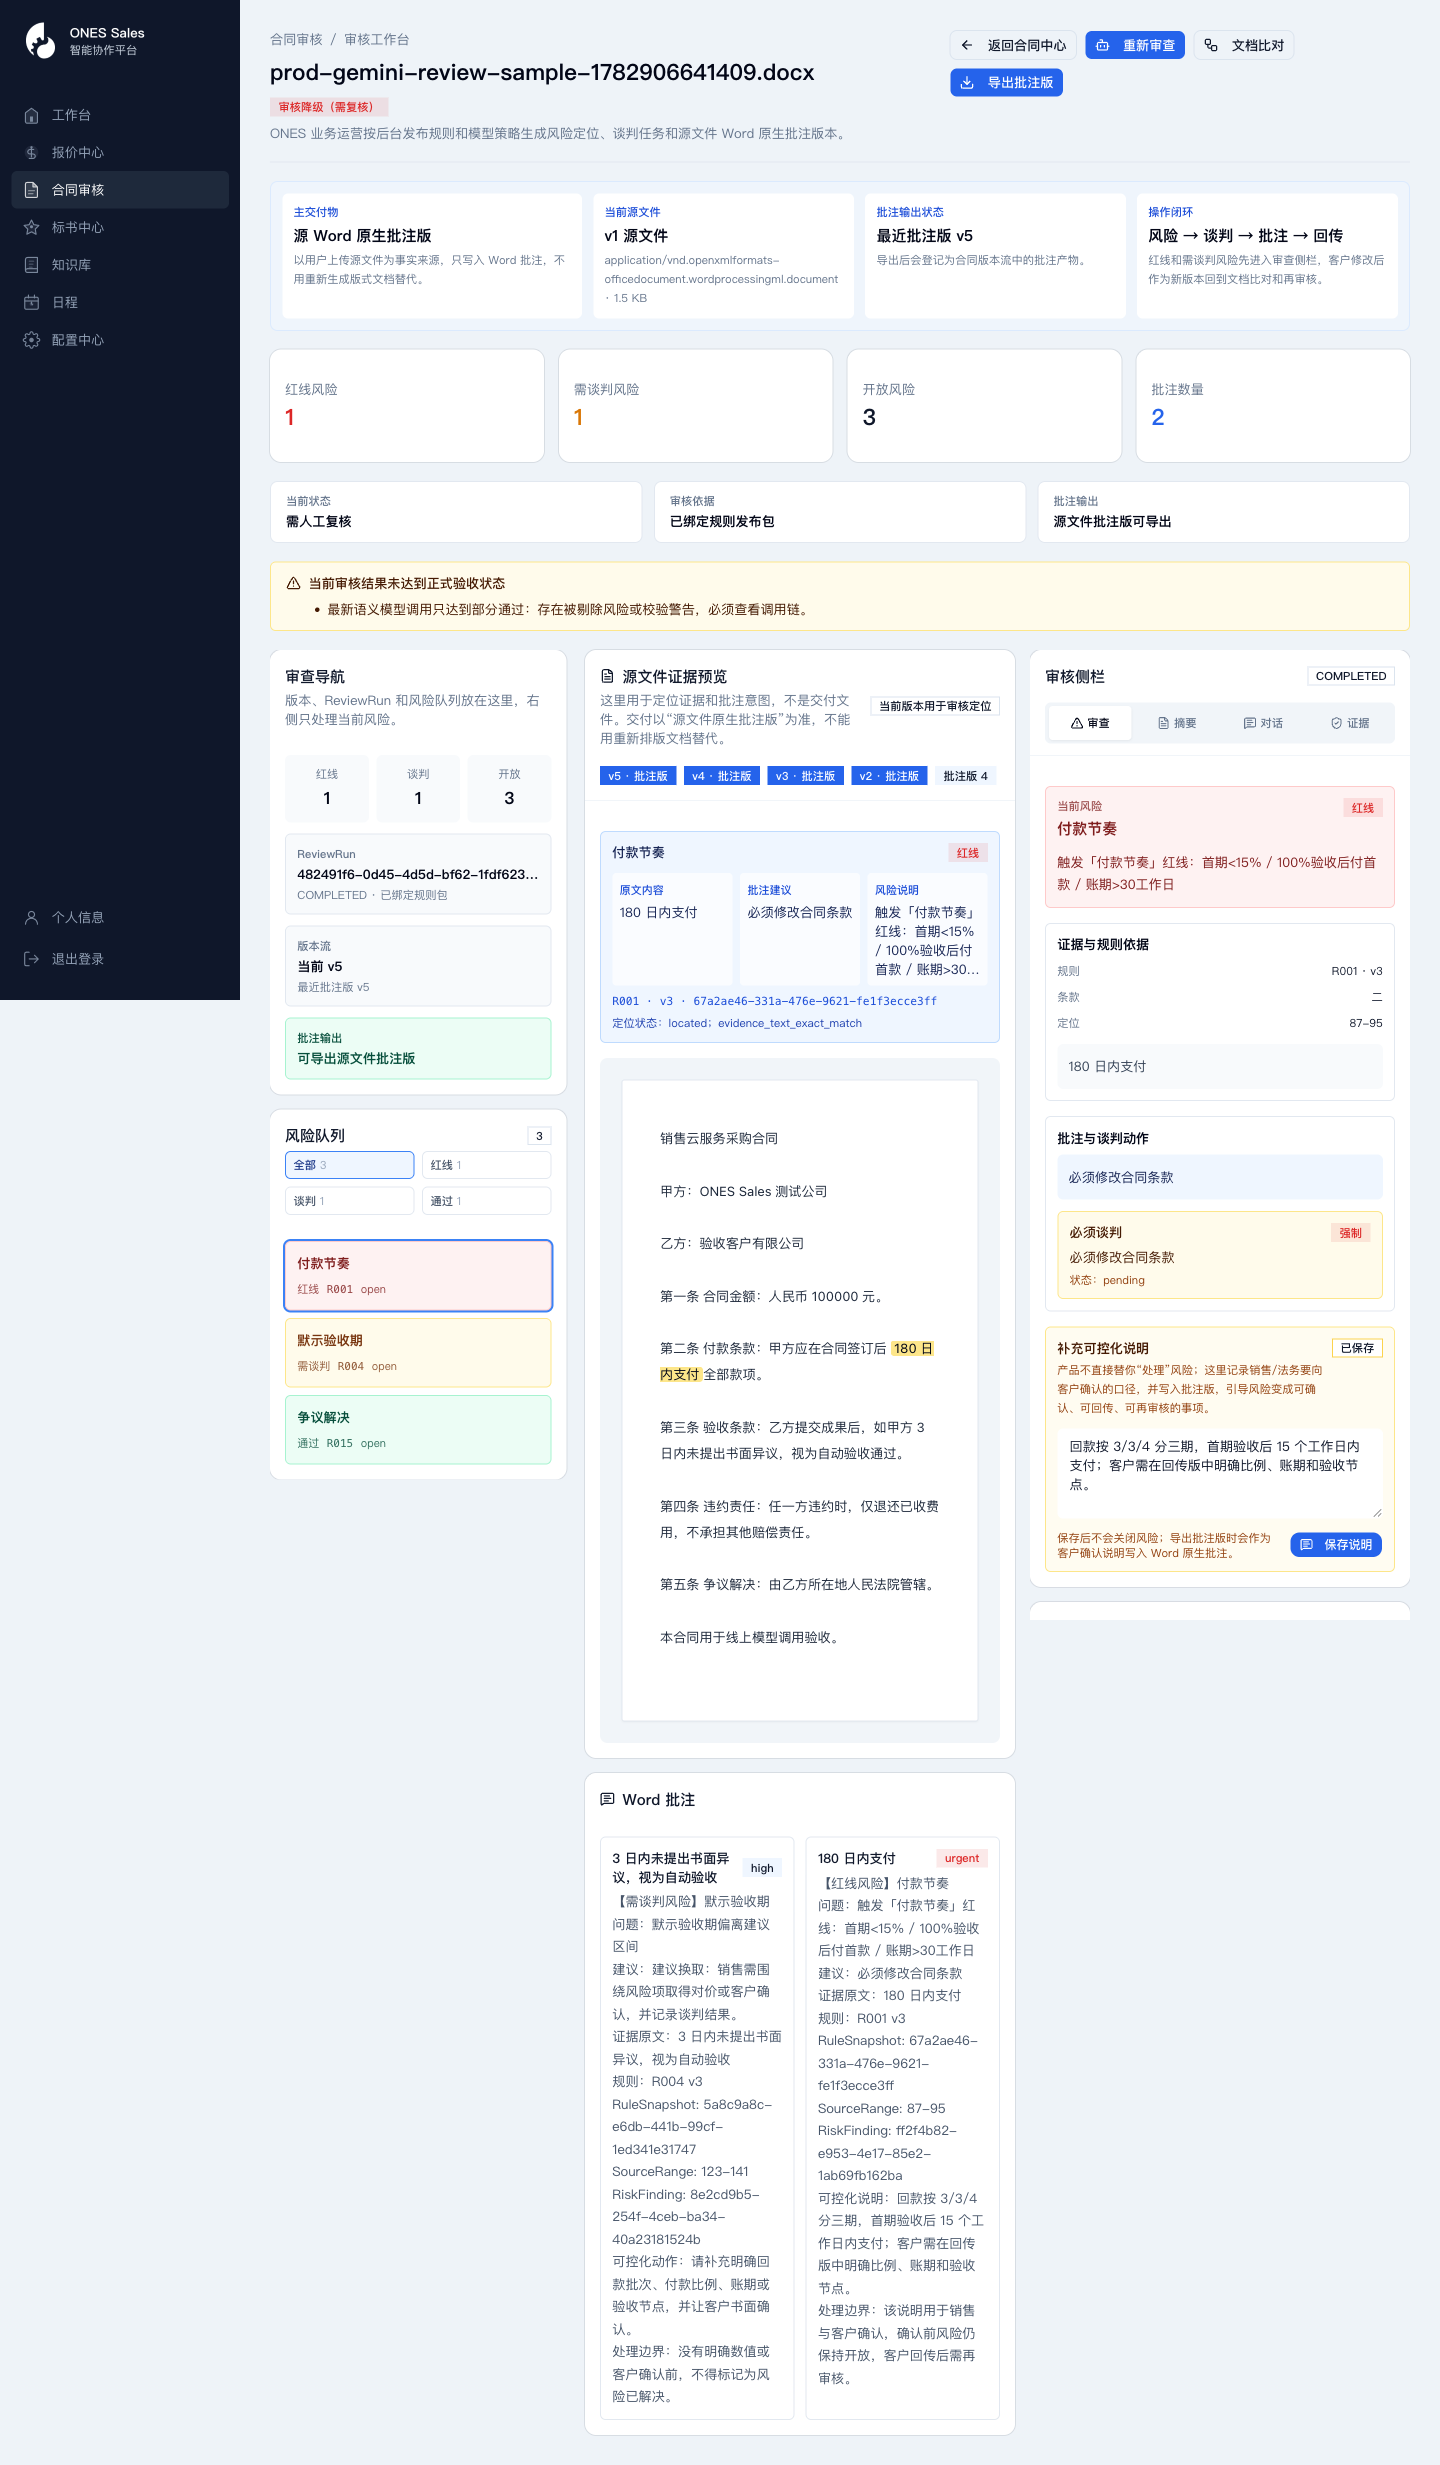 ONES Sales
智能协作平台
工作台
报价中心
合同审核
标书中心
知识库
日程
配置中心
个人信息
退出登录
合同审核 / 审核工作台
prod-gemini-review-sample-1782906641409.docx
审核降级（需复核）
ONES 业务运营按后台发布规则和模型策略生成风险定位、谈判任务和源文件 Word 原生批注版本。
返回合同中心
重新审查
文档比对
导出批注版
主交付物
源 Word 原生批注版
以用户上传源文件为事实来源，只写入 Word 批注，不
用重新生成版式文档替代。
当前源文件
v1 源文件
application/vnd.openxmlformats-
officedocument.wordprocessingml.document
· 1.5 KB
批注输出状态
最近批注版 v5
导出后会登记为合同版本流中的批注产物。
操作闭环
风险 → 谈判 → 批注 → 回传
红线和需谈判风险先进入审查侧栏，客户修改后
作为新版本回到文档比对和再审核。
红线风险
1
需谈判风险
1
开放风险
3
批注数量
2
当前状态
需人工复核
审核依据
已绑定规则发布包
批注输出
源文件批注版可导出
当前审核结果未达到正式验收状态
• 最新语义模型调用只达到部分通过：存在被剔除风险或校验警告，必须查看调用链。
审查导航
版本、ReviewRun 和风险队列放在这里，右
侧只处理当前风险。
红线
1
谈判
1
开放
3
ReviewRun
482491f6-0d45-4d5d-bf62-1fdf623...
COMPLETED · 已绑定规则包
版本流
当前 v5
最近批注版 v5
批注输出
可导出源文件批注版
风险队列
3
全部 3
红线 1
谈判 1
通过 1
付款节奏
红线 R001 open
默示验收期
需谈判 R004 open
争议解决
通过 R015 open
源文件证据预览
这里用于定位证据和批注意图，不是交付文
件。交付以“源文件原生批注版”为准，不能
用重新排版文档替代。
当前版本用于审核定位
v5 · 批注版
v4 · 批注版
v3 · 批注版
v2 · 批注版
批注版 4
付款节奏
红线
原文内容
180 日内支付
批注建议
必须修改合同条款
风险说明
触发「付款节奏」
红线：首期<15%
/ 100%验收后付
首款 / 账期>30...
R001 · v3 · 67a2ae46-331a-476e-9621-fe1f3ecce3ff
定位状态：located；evidence_text_exact_match
销售云服务采购合同
甲方：ONES Sales 测试公司
乙方：验收客户有限公司
第一条 合同金额：人民币 100000 元。
第二条 付款条款：甲方应在合同签订后 180 日
内支付全部款项。
第三条 验收条款：乙方提交成果后，如甲方 3
日内未提出书面异议，视为自动验收通过。
第四条 违约责任：任一方违约时，仅退还已收费
用，不承担其他赔偿责任。
第五条 争议解决：由乙方所在地人民法院管辖。
本合同用于线上模型调用验收。
Word 批注
3 日内未提出书面异
议，视为自动验收
high
【需谈判风险】默示验收期
问题：默示验收期偏离建议
区间
建议：建议换取：销售需围
绕风险项取得对价或客户确
认，并记录谈判结果。
证据原文：3 日内未提出书面
异议，视为自动验收
规则：R004 v3
RuleSnapshot: 5a8c9a8c-
e6db-441b-99cf-
1ed341e31747
SourceRange: 123-141
RiskFinding: 8e2cd9b5-
254f-4ceb-ba34-
40a23181524b
可控化动作：请补充明确回
款批次、付款比例、账期或
验收节点，并让客户书面确
认。
处理边界：没有明确数值或
客户确认前，不得标记为风
险已解决。
180 日内支付
urgent
【红线风险】付款节奏
问题：触发「付款节奏」红
线：首期<15% / 100%验收
后付首款 / 账期>30工作日
建议：必须修改合同条款
证据原文：180 日内支付
规则：R001 v3
RuleSnapshot: 67a2ae46-
331a-476e-9621-
fe1f3ecce3ff
SourceRange: 87-95
RiskFinding: ff2f4b82-
e953-4e17-85e2-
1ab69fb162ba
可控化说明：回款按 3/3/4
分三期，首期验收后 15 个工
作日内支付；客户需在回传
版中明确比例、账期和验收
节点。
处理边界：该说明用于销售
与客户确认，确认前风险仍
保持开放，客户回传后需再
审核。
审核侧栏
COMPLETED
审查
摘要
对话
证据
当前风险
红线
付款节奏
触发「付款节奏」红线：首期<15% / 100%验收后付首
款 / 账期>30工作日
证据与规则依据
规则
R001 · v3
条款
二
定位
87-95
180 日内支付
批注与谈判动作
必须修改合同条款
必须谈判
强制
必须修改合同条款
状态：pending
补充可控化说明
已保存
产品不直接替你“处理”风险；这里记录销售/法务要向
客户确认的口径，并写入批注版，引导风险变成可确
认、可回传、可再审核的事项。
回款按 3/3/4 分三期，首期验收后 15 个工作日内
支付；客户需在回传版中明确比例、账期和验收节
点。
保存后不会关闭风险；导出批注版时会作为
客户确认说明写入 Word 原生批注。
保存说明